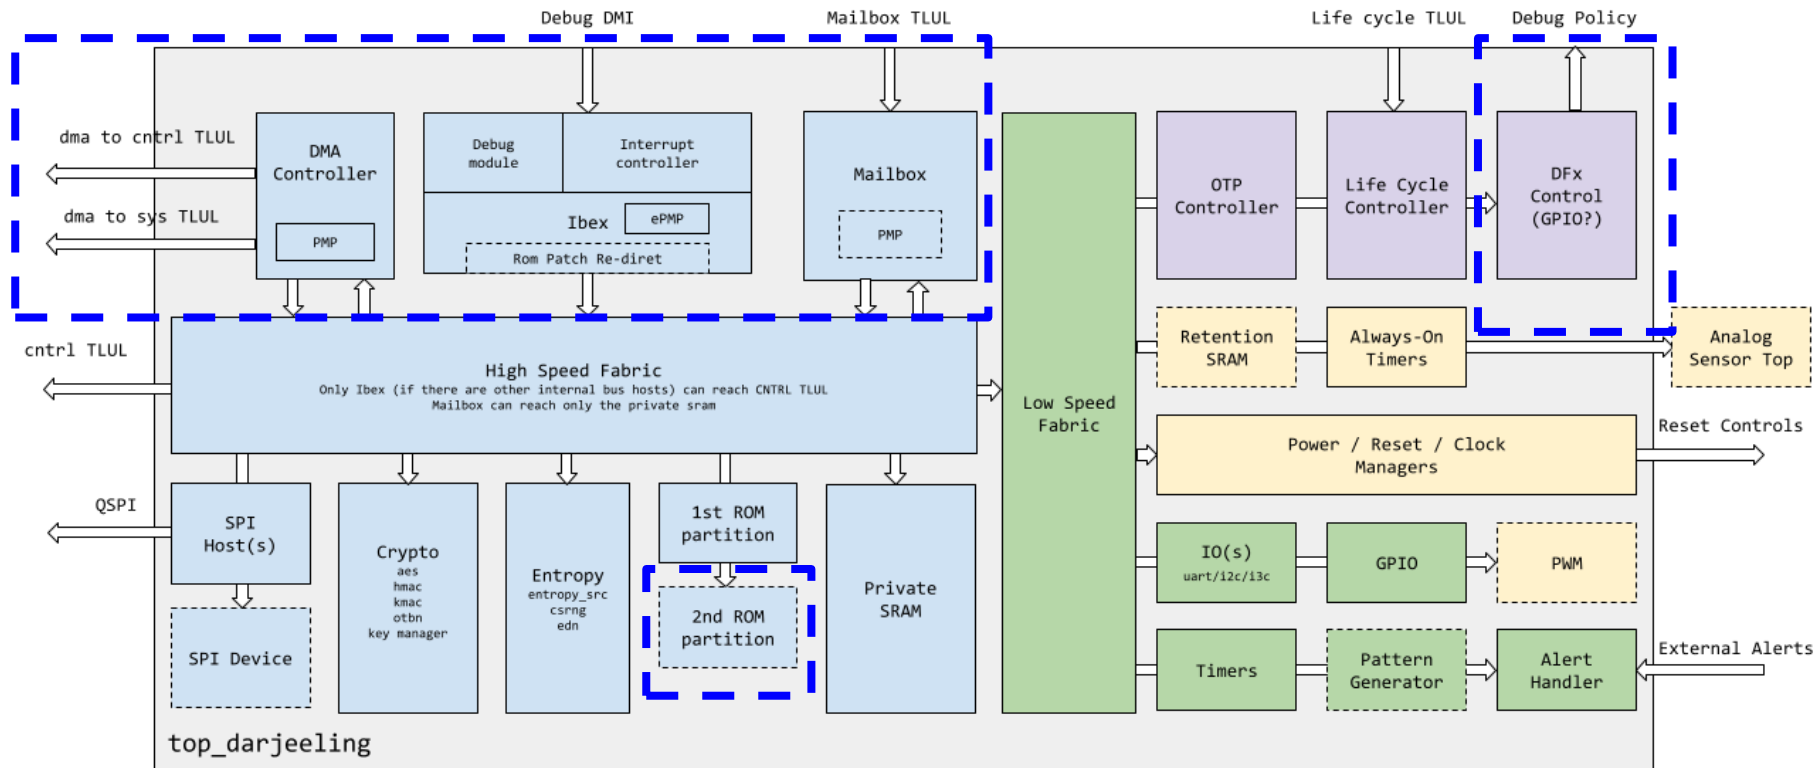 Debug DMI
Mailbox TLUL
Life cycle TLUL
Debug Policy
dma to cntrl TLUL
dma to sys TLUL
DMA
Controller
PMP
Debug
module
Interrupt
controller
Ibex
ePMP
Rom Patch Re-diret
Mailbox
PMP
OTP
Controller
Life Cycle
Controller
DFx
Control
(GPIO?)
cntrl TLUL
High Speed Fabric
Only Ibex (if there are other internal bus hosts) can reach CNTRL TLUL
Mailbox can reach only the private sram
Low Speed
Fabric
Retention
SRAM
Always-On
Timers
Analog
Sensor Top
Power / Reset / Clock
Managers
Reset Controls
QSPI
SPI
Host(s)
SPI Device
Crypto
aes
hmac
kmac
otbn
key manager
Entropy
entropy_src
csrng
edn
1st ROM
partition
2nd ROM
partition
Private
SRAM
IO(s)
uart/i2c/i3c
GPIO
PWM
Timers
Pattern
Generator
Alert
Handler
External Alerts
top_darjeeling